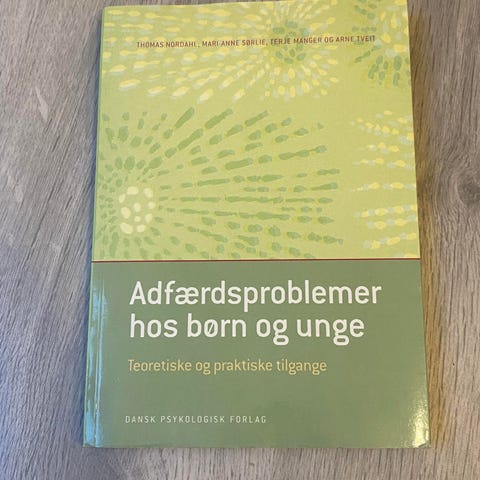 THOMAS NORDAHL, MARI-ANNE SØRLIE, TERJE MANGER OG ARNE TVEIT
Adfærdsproblemer
hos børn og unge
Teoretiske og praktiske tilgange
DANSK PSYKOLOGISK FORLAG